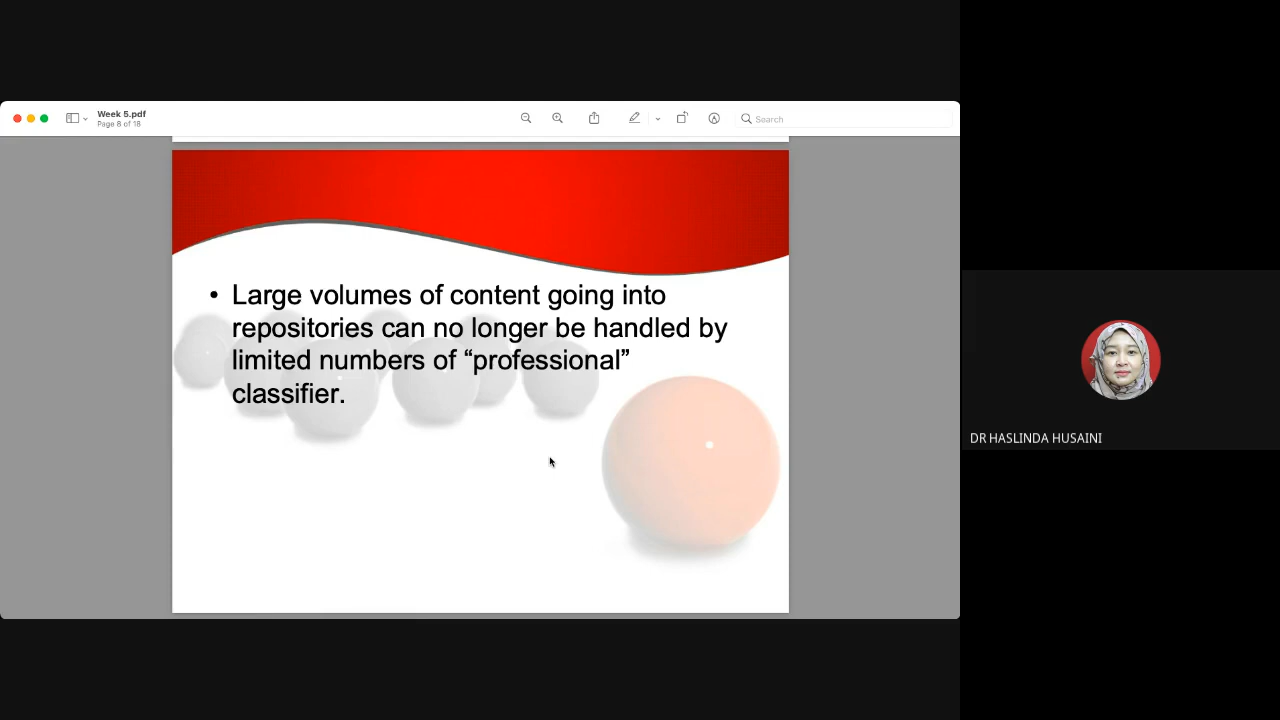 Week 5.pdf
Page 8 of 18
Search
• Large volumes of content going into
repositories can no longer be handled by
limited numbers of “professional”
classifier.
DR HASLINDA HUSAINI